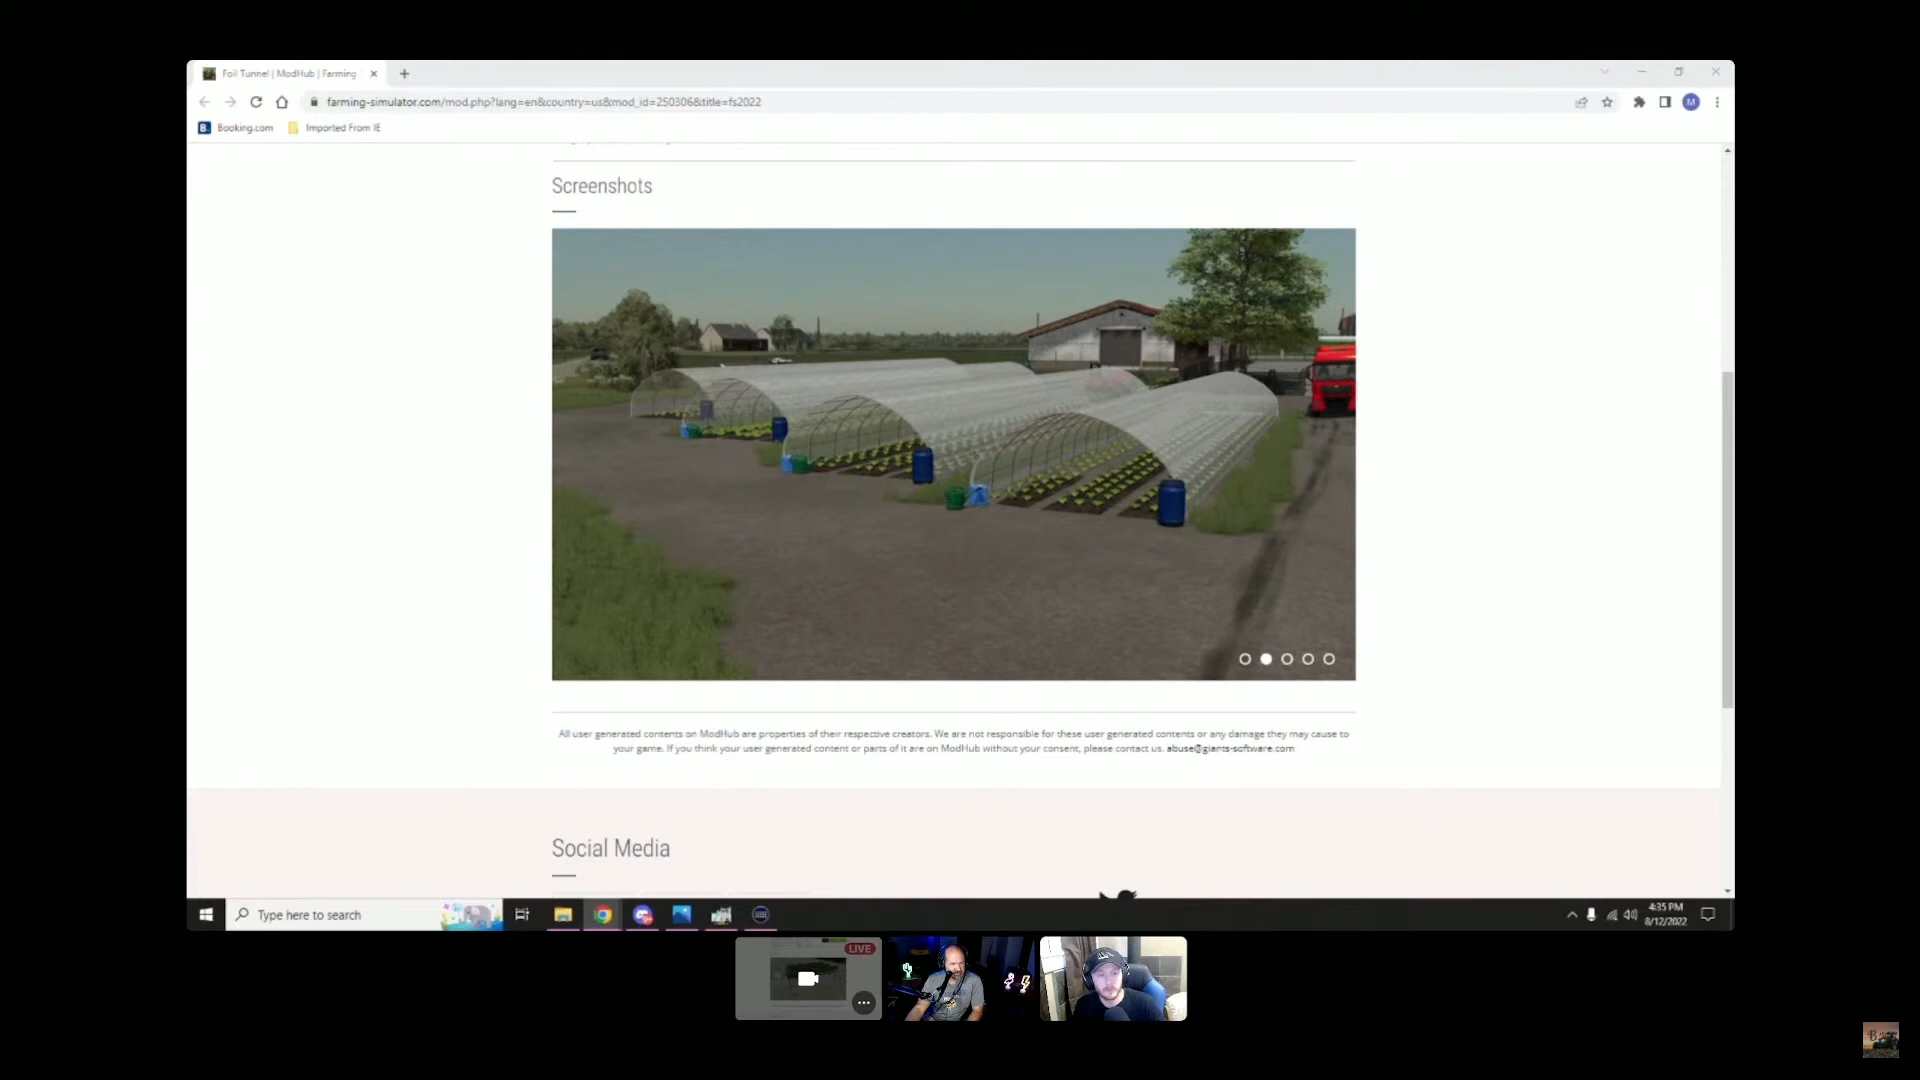 Foil Tunnel | ModHub | Farming
farming-simulator.com/mod.php?lang=en&country=us&mod_id=250306&title=fs2022
M
B. Booking.com Imported From IE
Screenshots
All user generated contents on ModHub are properties of their respective creators. We are not responsible for these user generated contents or any damage they may cause to
your game. If you think your user generated content or parts of it are on ModHub without your consent, please contact us. abuse@giants-software.com
Social Media
Type here to search
4:35 PM
8/12/2022
LIVE